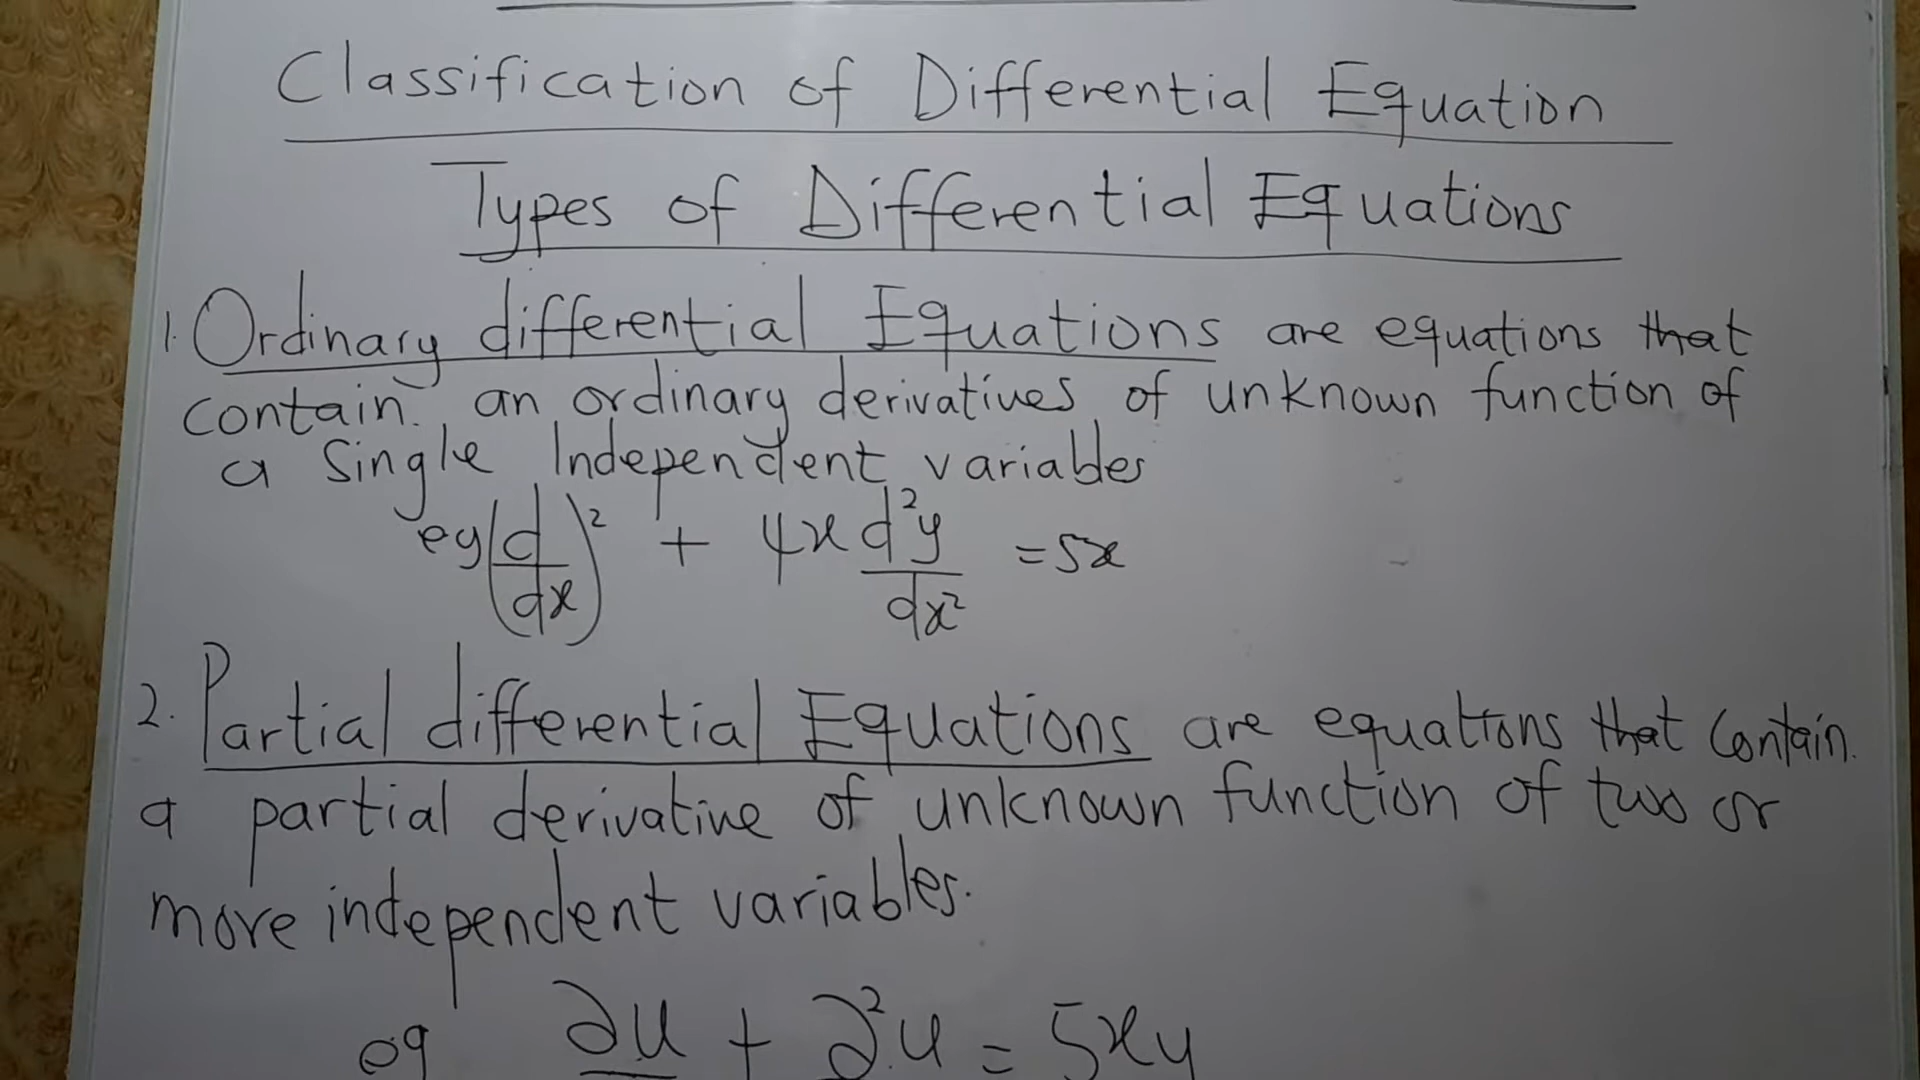 Classification of Differential Equation
Types of Differential Equations
1. Ordinary differential Equations are equations that
contain. an ordinary derivatives of unknown function of
a Single Independent variables
eg (d/dx)² + 4x d²y/dx² = 5x
2. Partial differential Equations are equations that Contain.
a partial derivative of unknown function of two or
more independent variables.
eg ∂u + ∂²u = 5xy